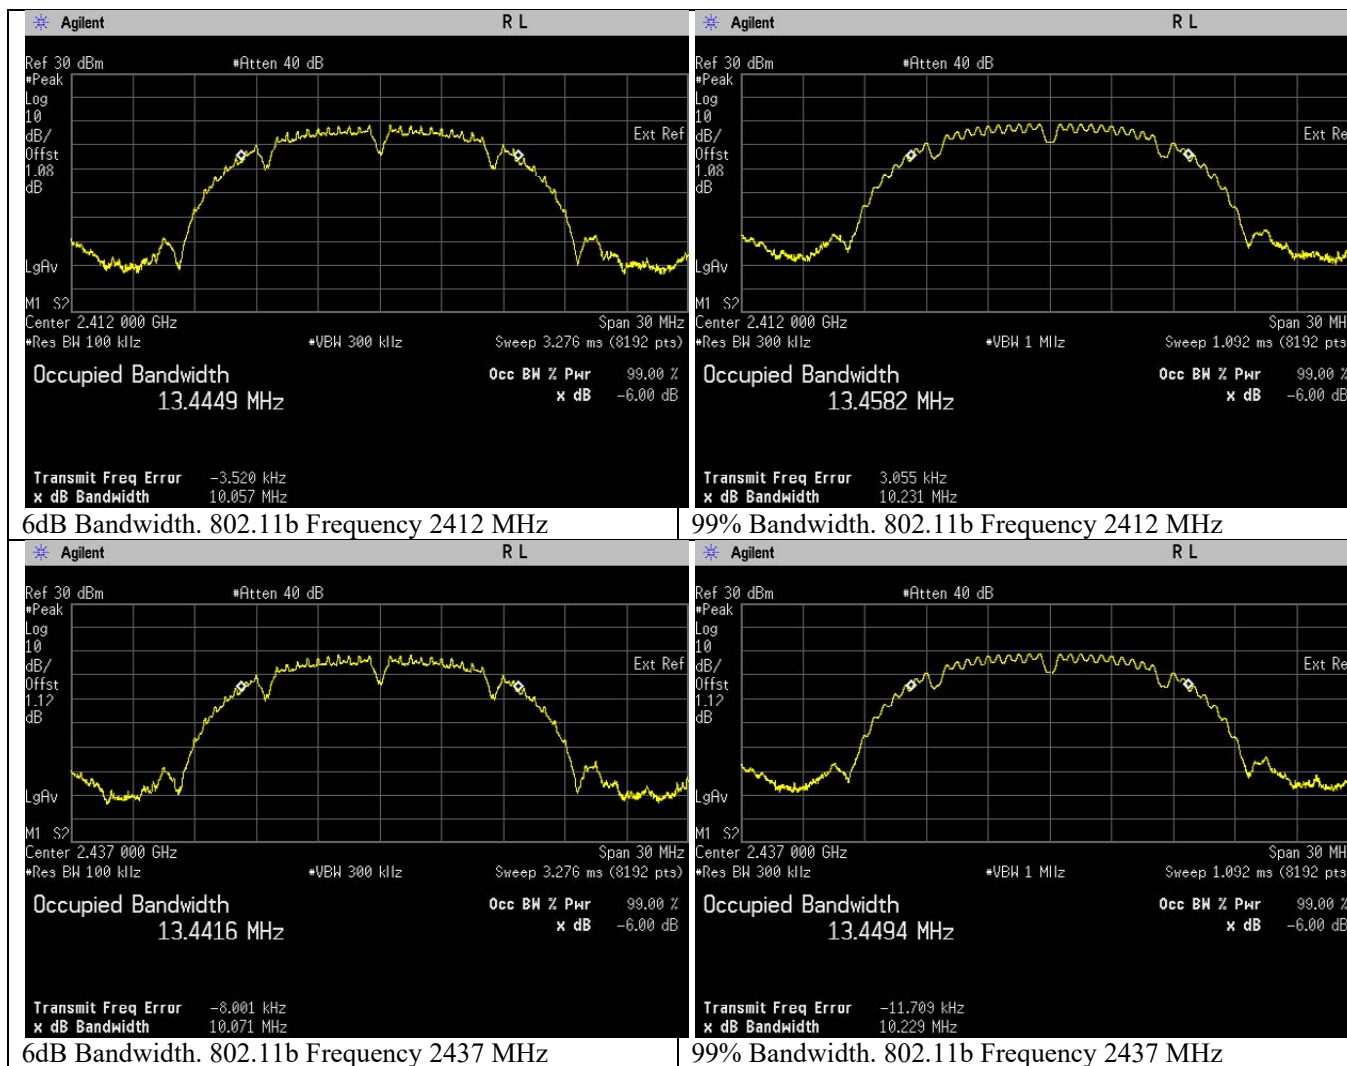 Agilent R L
Ref 30 dBm #Atten 40 dB
#Peak
Log
10
dB/
Offst
1.08
dB
Ext Ref
LgAv
M1 S2
Center 2.412 000 GHz Span 30 MHz
#Res BW 100 kHz #VBW 300 kHz Sweep 3.276 ms (8192 pts)
Occupied Bandwidth Occ BW % Pwr 99.00 %
13.4449 MHz x dB -6.00 dB
Transmit Freq Error -3.520 kHz
x dB Bandwidth 10.057 MHz
6dB Bandwidth. 802.11b Frequency 2412 MHz
Agilent R L
Ref 30 dBm #Atten 40 dB
#Peak
Log
10
dB/
Offst
1.08
dB
Ext Re
LgAv
M1 S2
Center 2.412 000 GHz Span 30 MH
#Res BW 300 kHz #VBW 1 MHz Sweep 1.092 ms (8192 pts
Occupied Bandwidth Occ BW % Pwr 99.00 %
13.4582 MHz x dB -6.00 dB
Transmit Freq Error 3.055 kHz
x dB Bandwidth 10.231 MHz
99% Bandwidth. 802.11b Frequency 2412 MHz
Agilent R L
Ref 30 dBm #Atten 40 dB
#Peak
Log
10
dB/
Offst
1.12
dB
Ext Ref
LgAv
M1 S2
Center 2.437 000 GHz Span 30 MHz
#Res BW 100 kHz #VBW 300 kHz Sweep 3.276 ms (8192 pts)
Occupied Bandwidth Occ BW % Pwr 99.00 %
13.4416 MHz x dB -6.00 dB
Transmit Freq Error -8.001 kHz
x dB Bandwidth 10.071 MHz
6dB Bandwidth. 802.11b Frequency 2437 MHz
Agilent R L
Ref 30 dBm #Atten 40 dB
#Peak
Log
10
dB/
Offst
1.12
dB
Ext Re
LgAv
M1 S2
Center 2.437 000 GHz Span 30 MH
#Res BW 300 kHz #VBW 1 MHz Sweep 1.092 ms (8192 pts
Occupied Bandwidth Occ BW % Pwr 99.00 %
13.4494 MHz x dB -6.00 dB
Transmit Freq Error -11.709 kHz
x dB Bandwidth 10.229 MHz
99% Bandwidth. 802.11b Frequency 2437 MHz